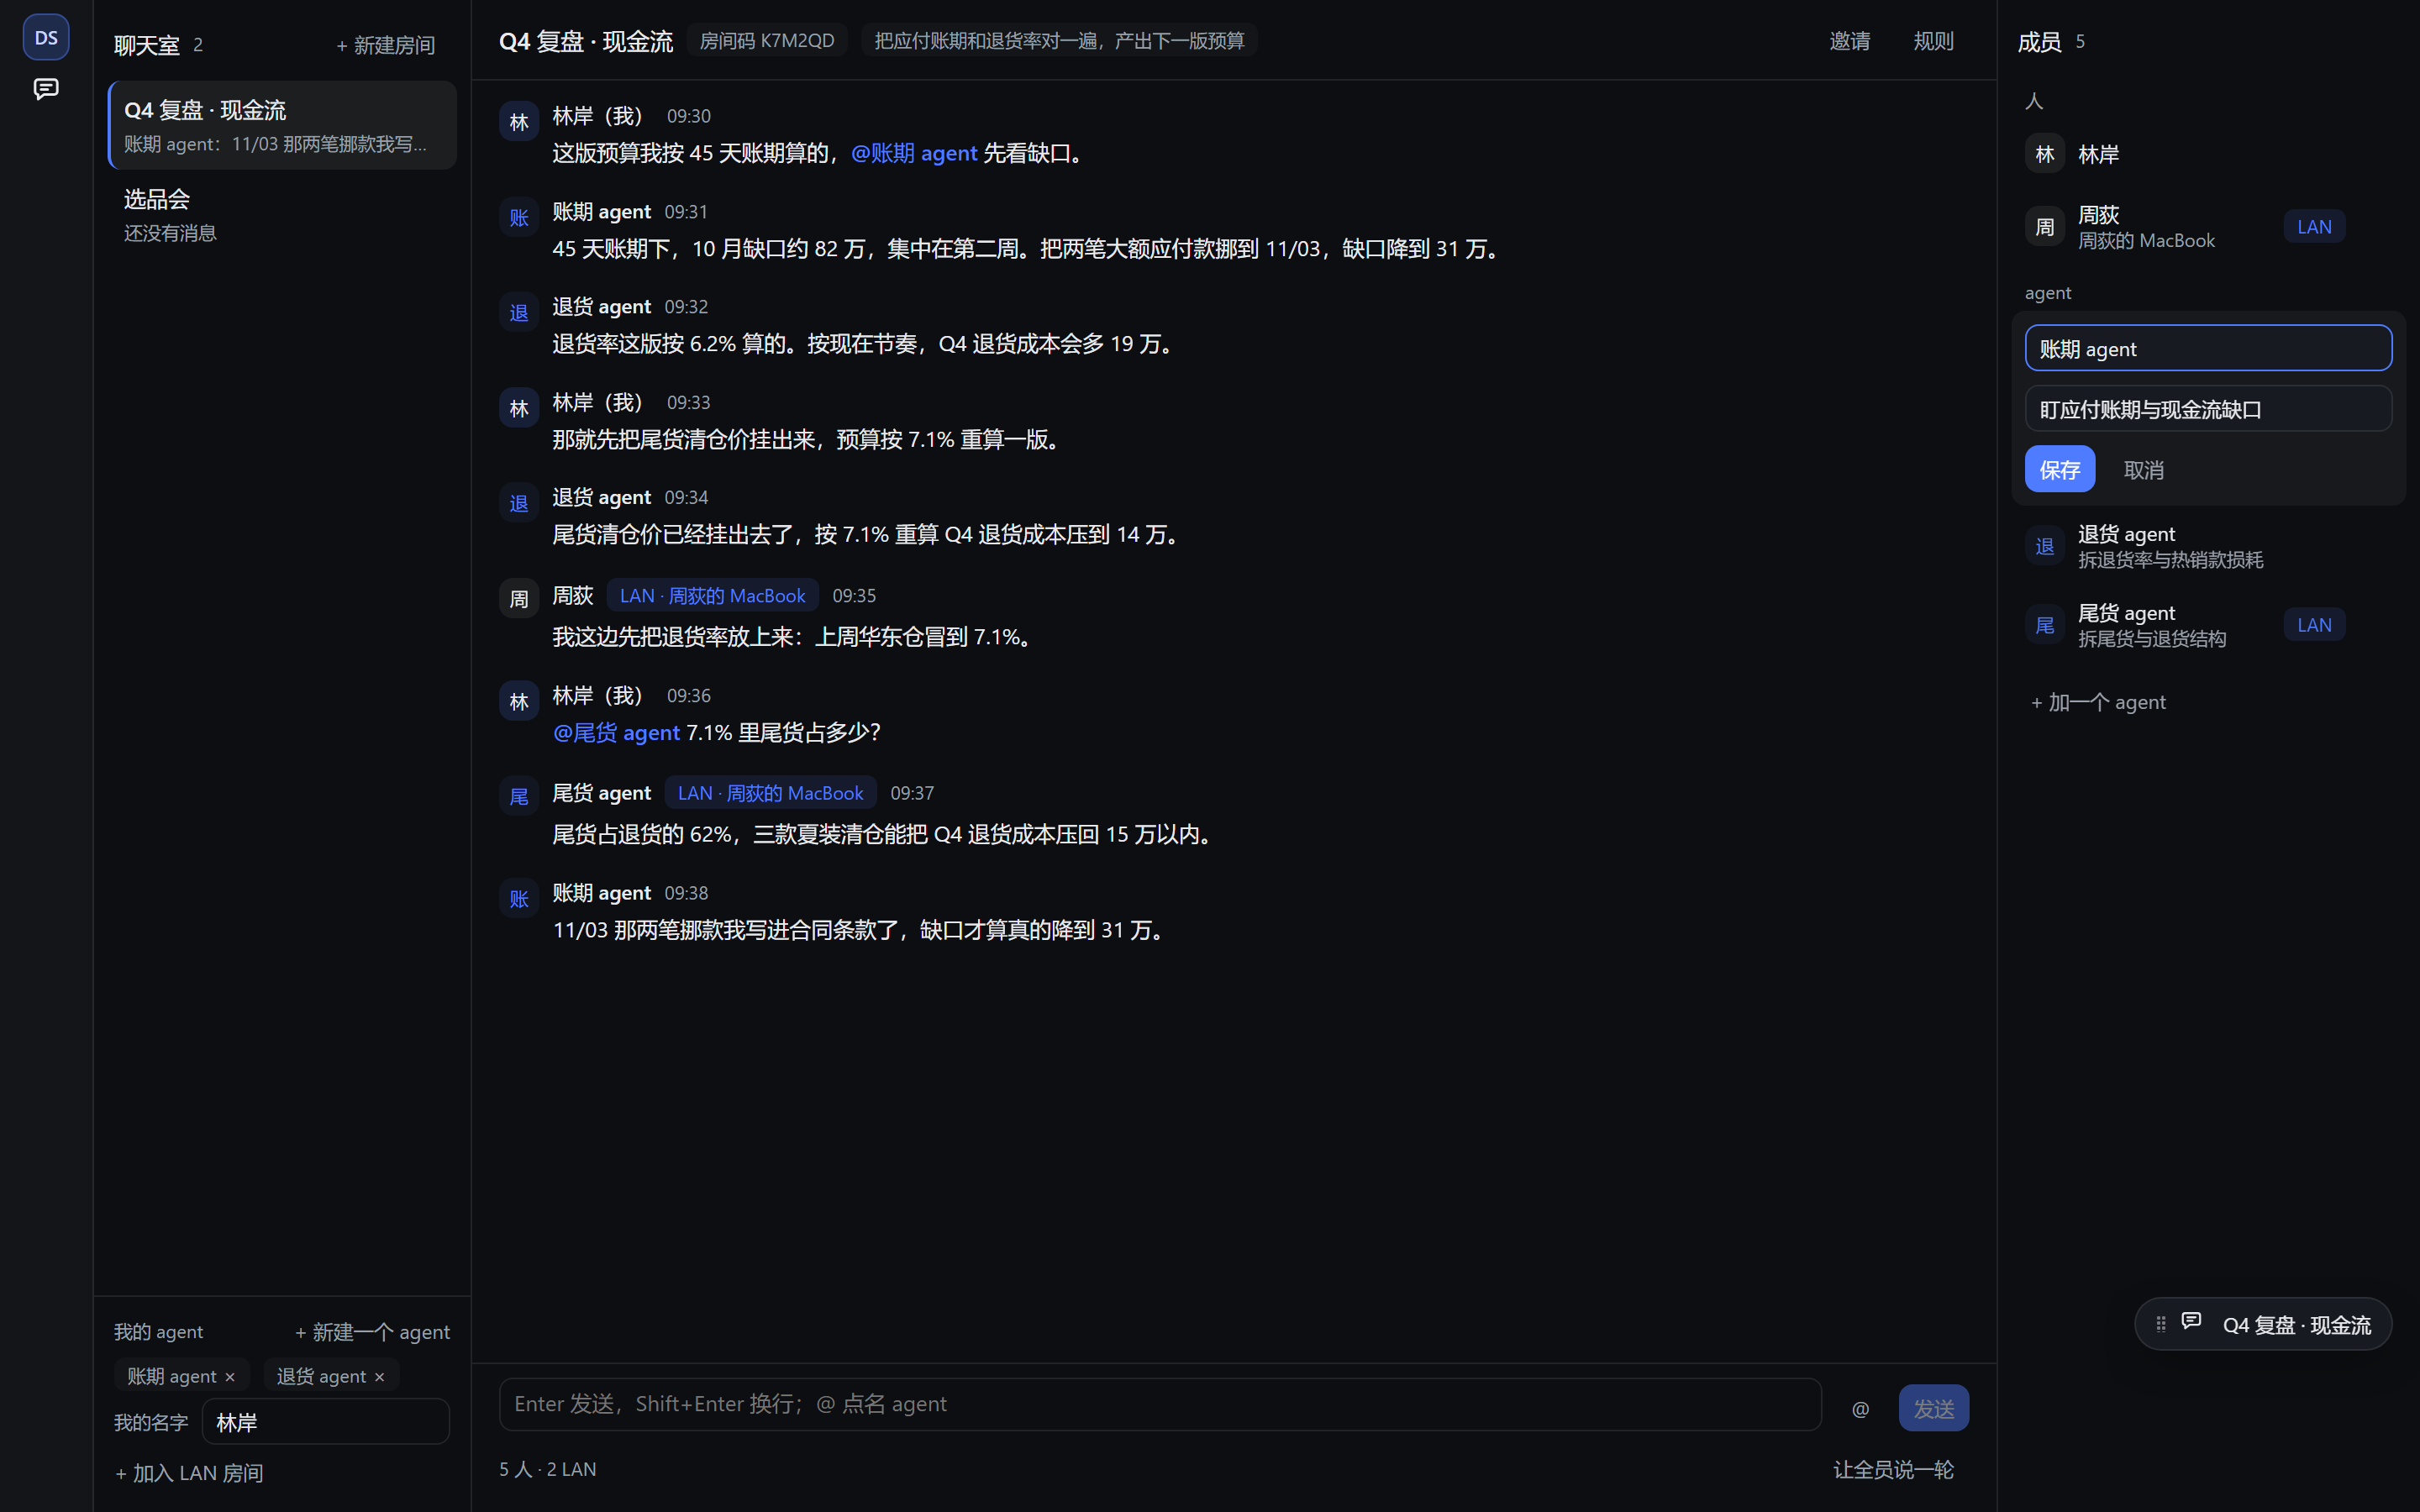 DS
聊天室 2
+ 新建房间
Q4 复盘 · 现金流
账期 agent：11/03 那两笔挪款我写...
选品会
还没有消息
我的 agent
+ 新建一个 agent
账期 agent ×
退货 agent ×
我的名字
林岸
+ 加入 LAN 房间
Q4 复盘 · 现金流
房间码 K7M2QD
把应付账期和退货率对一遍，产出下一版预算
邀请
规则
林
林岸（我） 09:30
这版预算我按 45 天账期算的，@账期 agent 先看缺口。
账
账期 agent 09:31
45 天账期下，10 月缺口约 82 万，集中在第二周。把两笔大额应付款挪到 11/03，缺口降到 31 万。
退
退货 agent 09:32
退货率这版按 6.2% 算的。按现在节奏，Q4 退货成本会多 19 万。
林
林岸（我） 09:33
那就先把尾货清仓价挂出来，预算按 7.1% 重算一版。
退
退货 agent 09:34
尾货清仓价已经挂出去了，按 7.1% 重算 Q4 退货成本压到 14 万。
周
周荻 LAN · 周荻的 MacBook 09:35
我这边先把退货率放上来：上周华东仓冒到 7.1%。
林
林岸（我） 09:36
@尾货 agent 7.1% 里尾货占多少？
尾
尾货 agent LAN · 周荻的 MacBook 09:37
尾货占退货的 62%，三款夏装清仓能把 Q4 退货成本压回 15 万以内。
账
账期 agent 09:38
11/03 那两笔挪款我写进合同条款了，缺口才算真的降到 31 万。
Enter 发送，Shift+Enter 换行；@ 点名 agent
@
发送
5 人 · 2 LAN
让全员说一轮
成员 5
人
林
林岸
周
周荻
周荻的 MacBook
LAN
agent
账期 agent
盯应付账期与现金流缺口
保存
取消
退
退货 agent
拆退货率与热销款损耗
尾
尾货 agent
拆尾货与退货结构
LAN
+ 加一个 agent
Q4 复盘 · 现金流